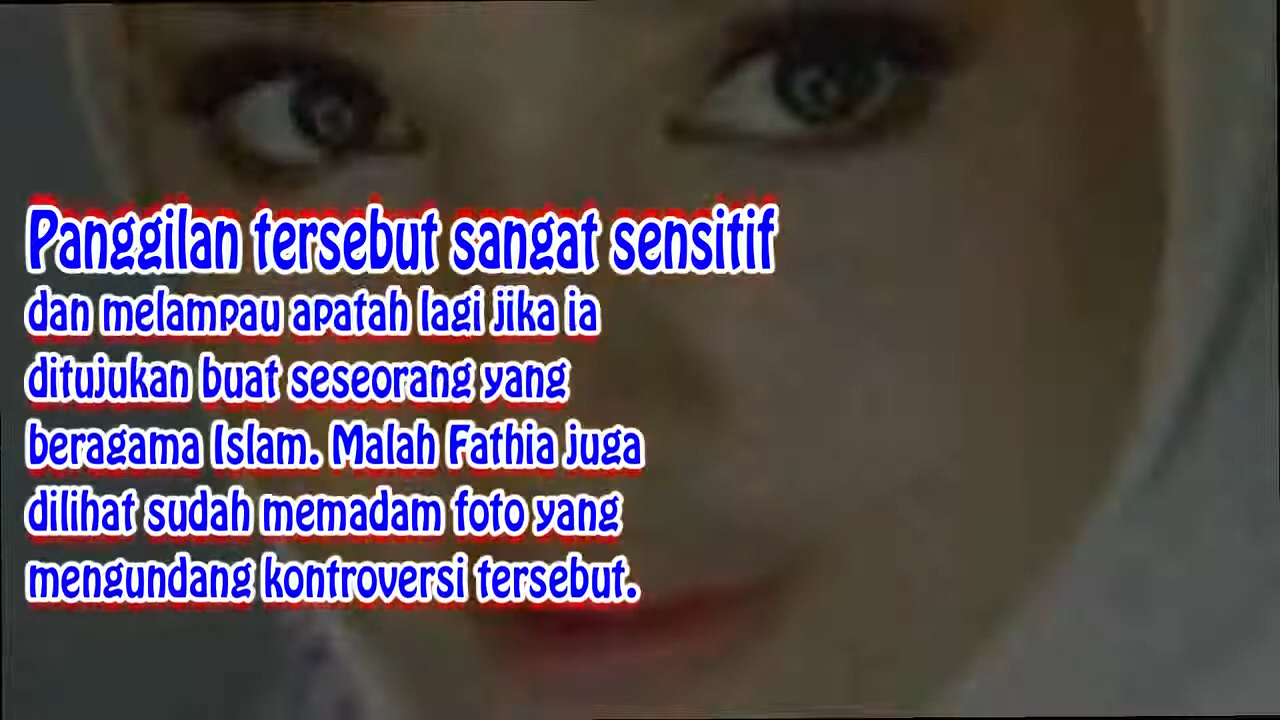 Panggilan tersebut sangat sensitif
dan melampau apatah lagi jika ia
ditujukan buat seseorang yang
beragama Islam. Malah Fathia juga
dilihat sudah memadam foto yang
mengundang kontroversi tersebut.